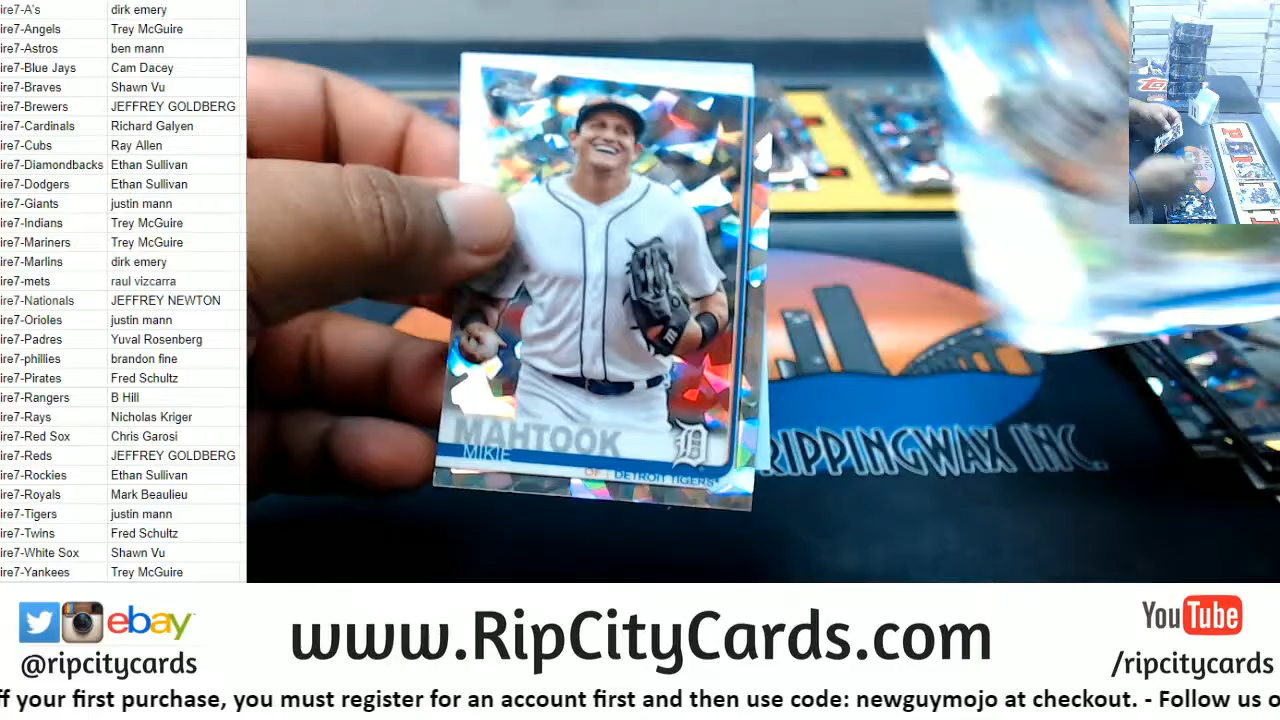 ire7-A's dirk emery
ire7-Angels Trey McGuire
ire7-Astros ben mann
ire7-Blue Jays Cam Dacey
ire7-Braves Shawn Vu
ire7-Brewers JEFFREY GOLDBERG
ire7-Cardinals Richard Galyen
ire7-Cubs Ray Allen
ire7-Diamondbacks Ethan Sullivan
ire7-Dodgers Ethan Sullivan
ire7-Giants justin mann
ire7-Indians Trey McGuire
ire7-Mariners Trey McGuire
ire7-Marlins dirk emery
ire7-mets raul vizcarra
ire7-Nationals JEFFREY NEWTON
ire7-Orioles justin mann
ire7-Padres Yuval Rosenberg
ire7-phillies brandon fine
ire7-Pirates Fred Schultz
ire7-Rangers B Hill
ire7-Rays Nicholas Kriger
ire7-Red Sox Chris Garosi
ire7-Reds JEFFREY GOLDBERG
ire7-Rockies Ethan Sullivan
ire7-Royals Mark Beaulieu
ire7-Tigers justin mann
ire7-Twins Fred Schultz
ire7-White Sox Shawn Vu
ire7-Yankees Trey McGuire
MAHTOOK
MIKIE
OF | DETROIT TIGERS
D
RIPPINGWAX INC.
ebay
@ripcitycards
www.RipCityCards.com
YouTube
/ripcitycards
ff your first purchase, you must register for an account first and then use code: newguymojo at checkout. - Follow us o